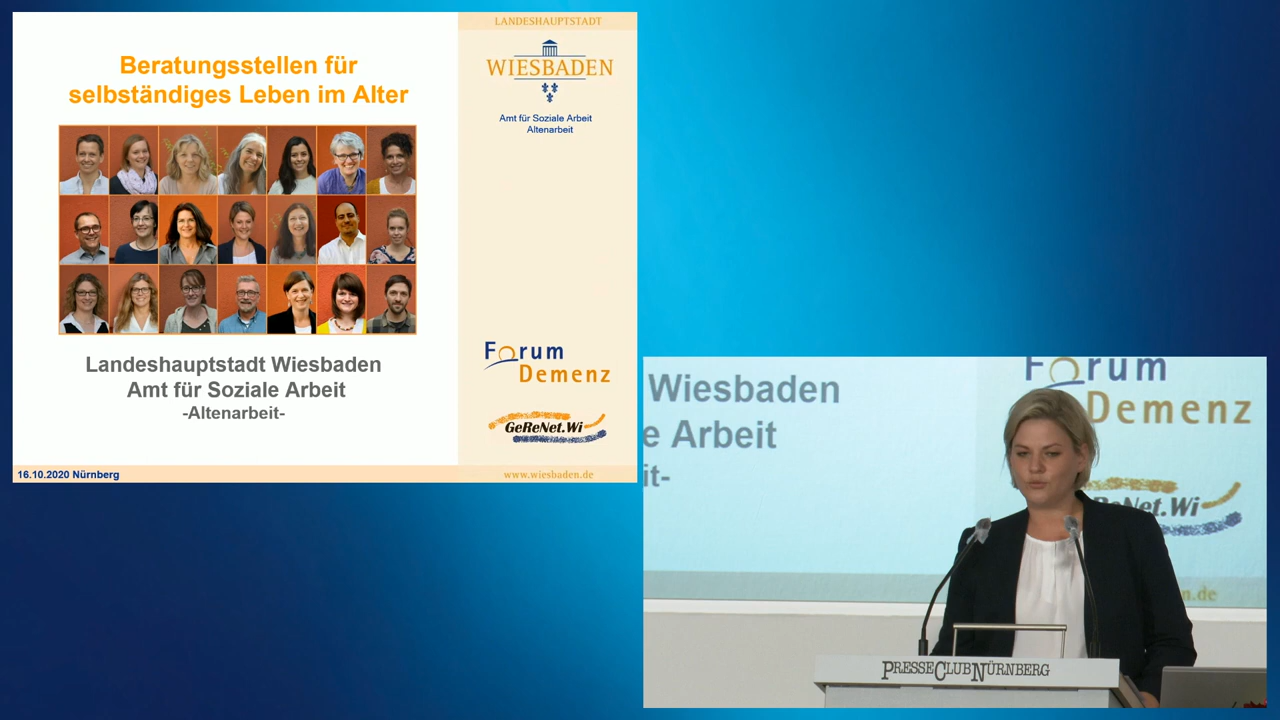 Beratungsstellen für
selbständiges Leben im Alter
Landeshauptstadt Wiesbaden
Amt für Soziale Arbeit
-Altenarbeit-
16.10.2020 Nürnberg
LANDESHAUPTSTADT
WIESBADEN
Amt für Soziale Arbeit
Altenarbeit
Forum
Demenz
GeReNet.Wi
www.wiesbaden.de
Wiesbaden
e Arbeit
it-
Forum
Demenz
ReNet.Wi
n.de
PRESSECLUBNÜRNBERG